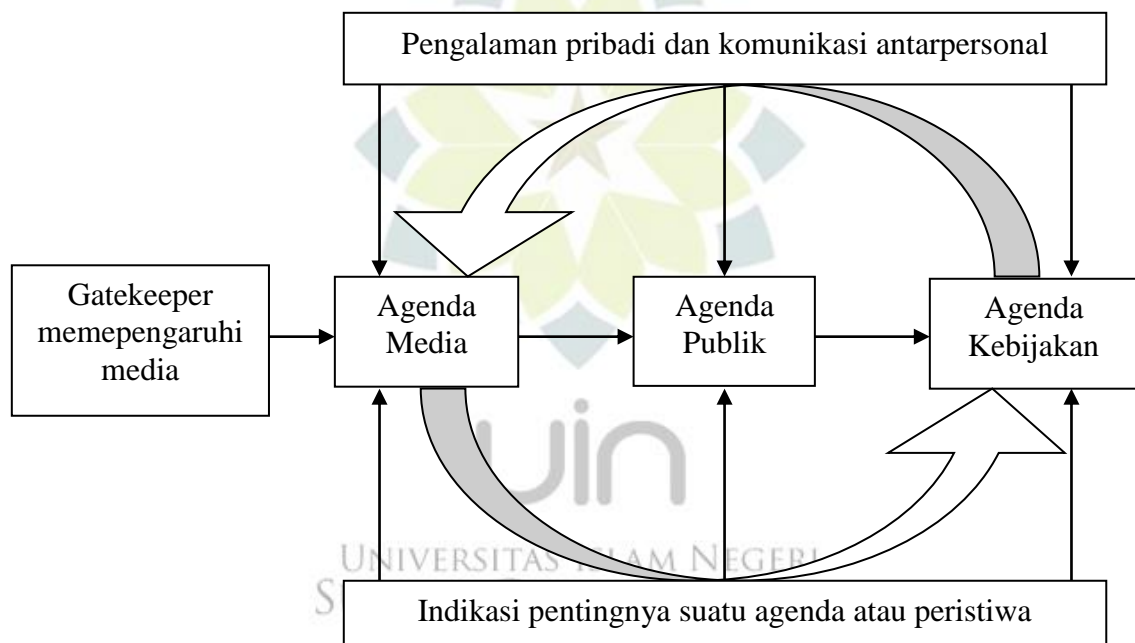 Pengalaman pribadi dan komunikasi antarpersonal
Gatekeeper
memepengaruhi
media
Agenda
Media
Agenda
Publik
Agenda
Kebijakan
uin
UNIVERSITAS ISLAM NEGERI
Indikasi pentingnya suatu agenda atau peristiwa